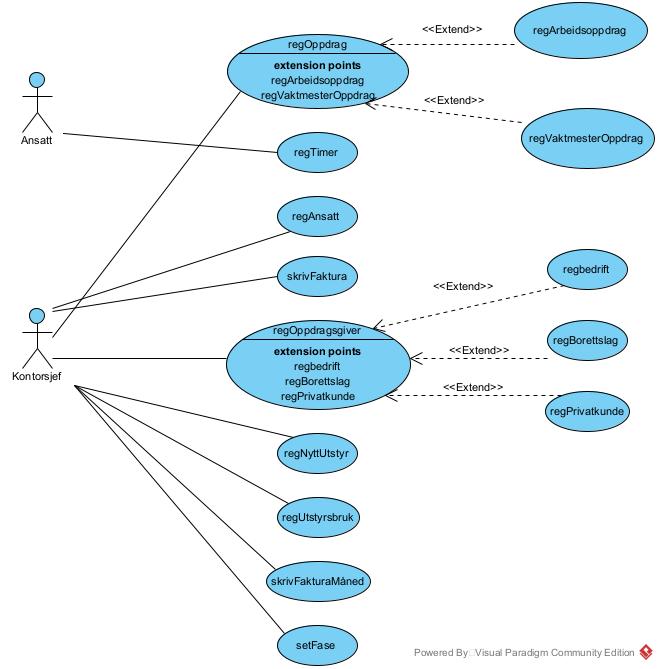 <<Extend>>
regArbeidsoppdrag
regOppdrag
extension points
regArbeidsoppdrag
regVaktmesterOppdrag
<<Extend>>
regVaktmesterOppdrag
Ansatt
regTimer
regAnsatt
skrivFaktura
regbedrift
<<Extend>>
Kontorsjef
regOppdragsgiver
extension points
regbedrift
regBorettslag
regPrivatkunde
<<Extend>>
regBorettslag
<<Extend>>
regPrivatkunde
regNyttUtstyr
regUtstyrsbruk
skrivFakturaMåned
setFase
Powered By Visual Paradigm Community Edition